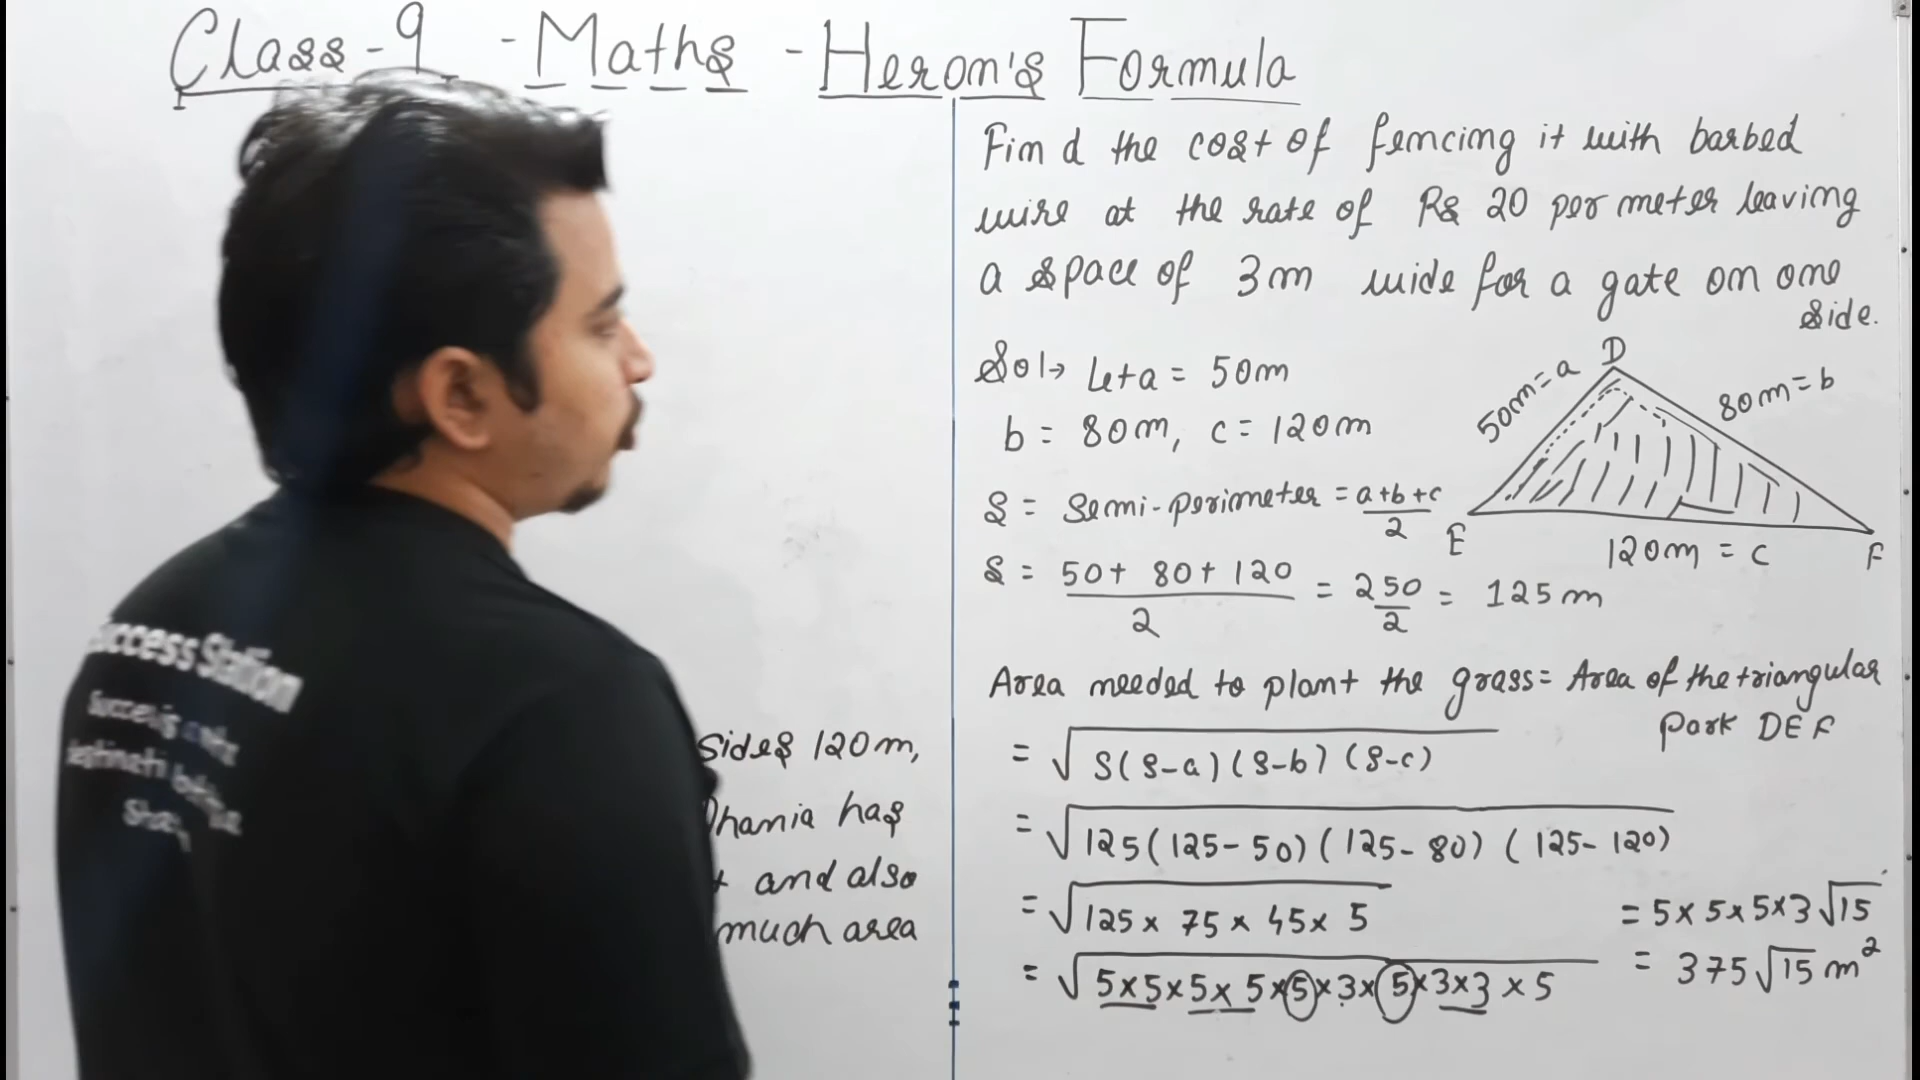 Class-9 - Maths - Heron's Formula
Find the cost of fencing it with barbed
wire at the rate of Rs 20 per meter leaving
a space of 3m wide for a gate on one
side.
Sol→ Let a = 50m
b = 80m, c = 120m
S = Semi-perimeter = a+b+c/2
S = 50+ 80+ 120/2 = 250/2 = 125m
D
50m = a
80m = b
E
120m = c
F
Area needed to plant the grass = Area of the triangular
park DEF
= √S(S-a)(S-b)(S-c)
= √125(125-50)(125-80)(125-120)
= √125 × 75 × 45 × 5
= √5×5×5×5×5×3×5×3×3×5
= 5×5×5×3√15
= 375√15 m²
Sides 120m,
Dhania has
and also
much area
Success Station